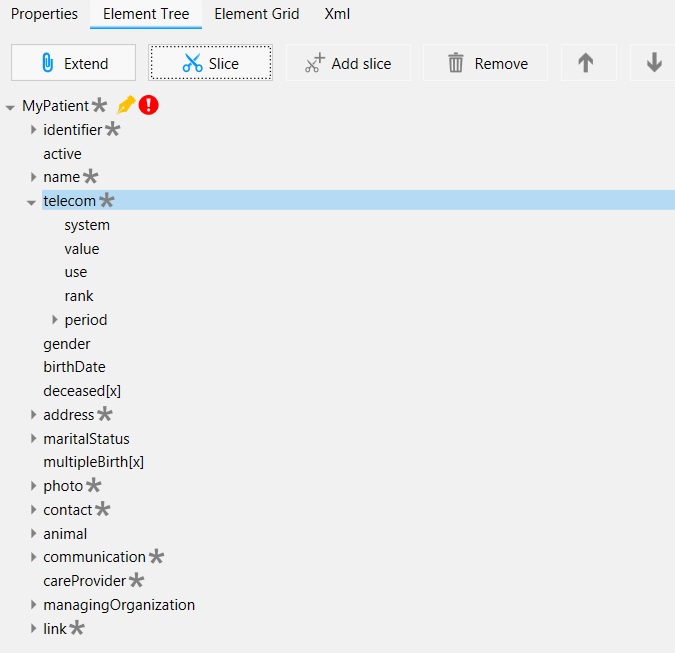 Properties Element Tree Element Grid Xml
Extend Slice Add slice Remove
MyPatient
identifier
active
name
telecom
system
value
use
rank
period
gender
birthDate
deceased[x]
address
maritalStatus
multipleBirth[x]
photo
contact
animal
communication
careProvider
managingOrganization
link